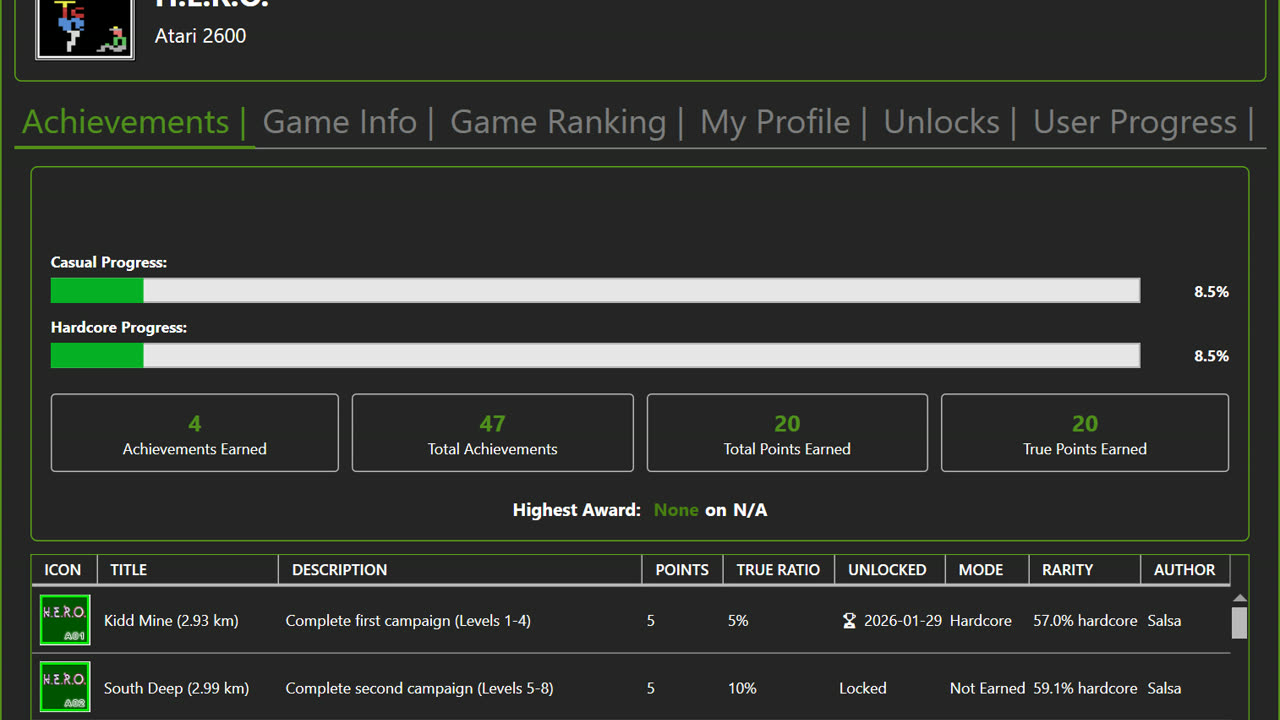 H.E.R.O.
Atari 2600
Achievements | Game Info | Game Ranking | My Profile | Unlocks | User Progress |
Casual Progress:
8.5%
Hardcore Progress:
8.5%
4 47 20 20
Achievements Earned Total Achievements Total Points Earned True Points Earned
Highest Award: None on N/A
ICON TITLE DESCRIPTION POINTS TRUE RATIO UNLOCKED MODE RARITY AUTHOR
H.E.R.O. A01 Kidd Mine (2.93 km) Complete first campaign (Levels 1-4) 5 5% 2026-01-29 Hardcore 57.0% hardcore Salsa
H.E.R.O. A02 South Deep (2.99 km) Complete second campaign (Levels 5-8) 5 10% Locked Not Earned 59.1% hardcore Salsa